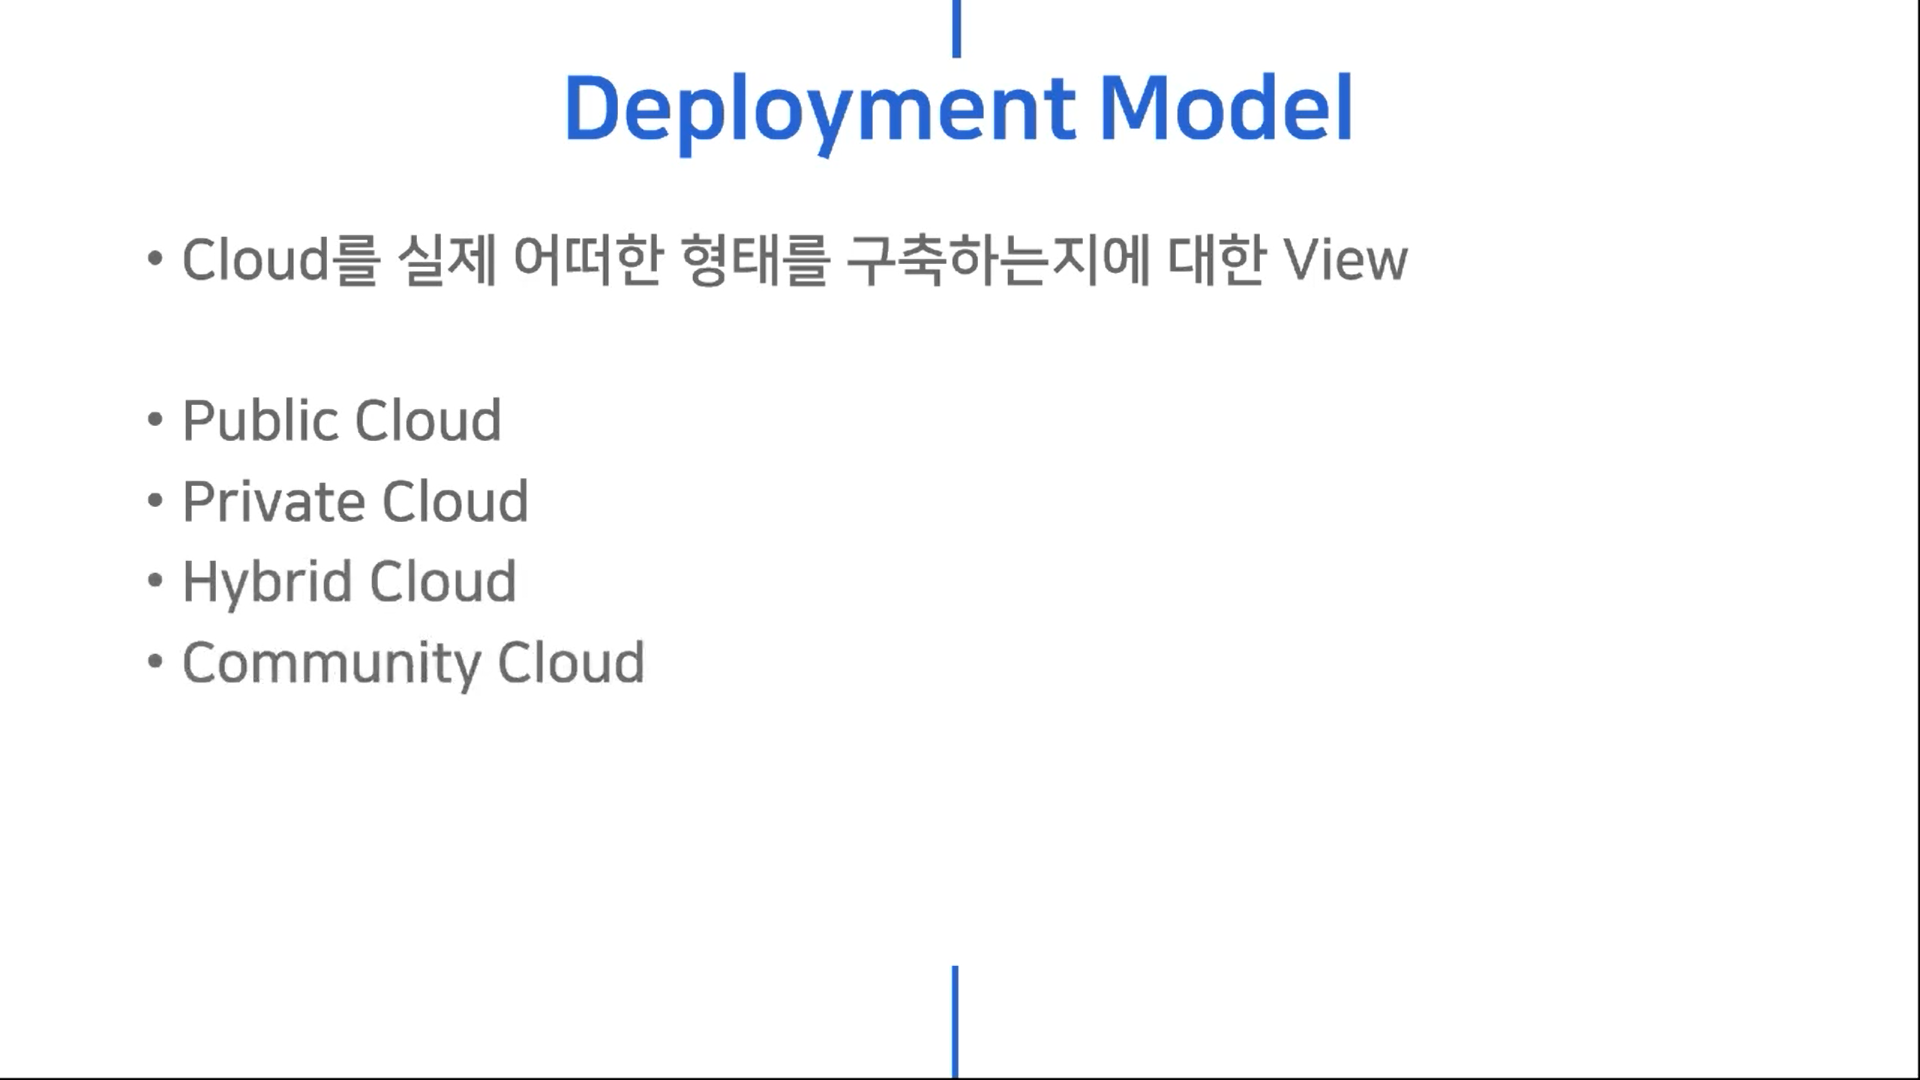 Deployment Model
• Cloud를 실제 어떠한 형태를 구축하는지에 대한 View
• Public Cloud
• Private Cloud
• Hybrid Cloud
• Community Cloud